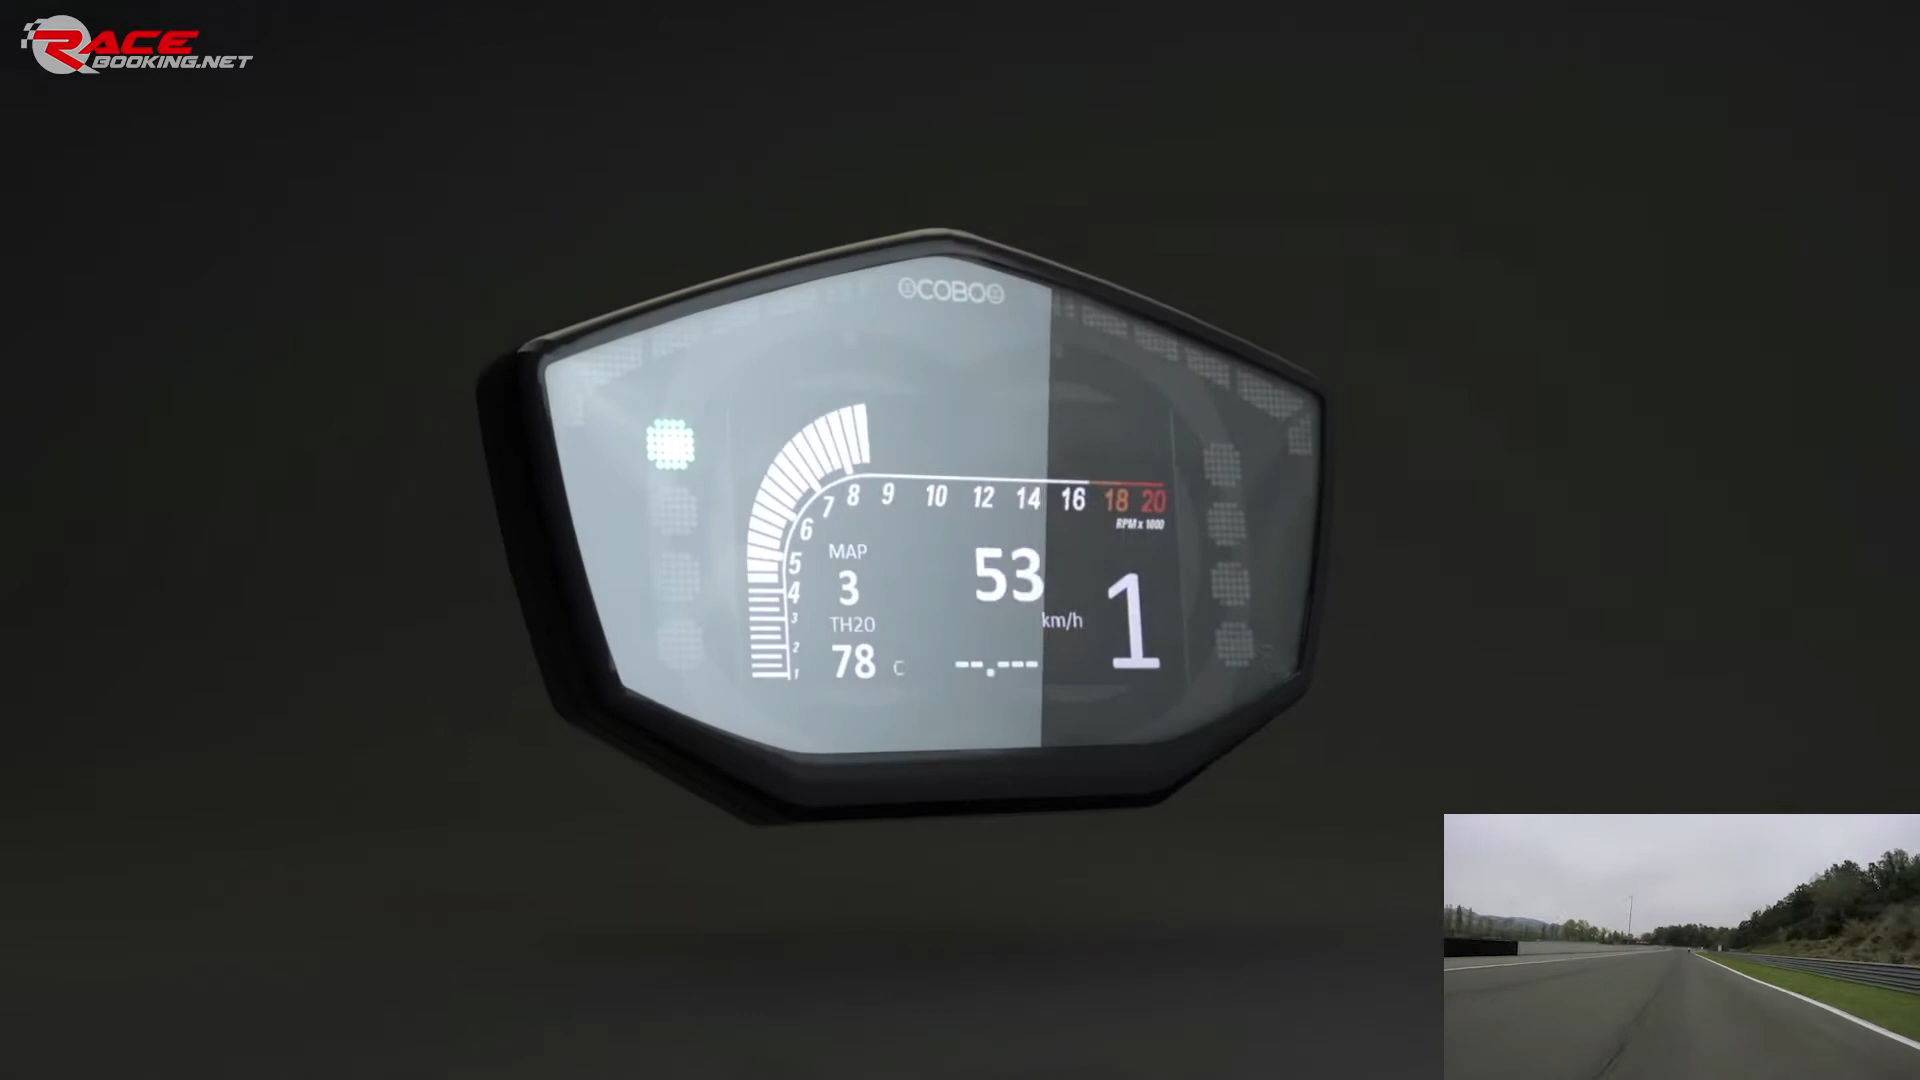 RACE
BOOKING.NET
COBO
1 2 3 4 5 6 7 8 9 10 12 14 16 18 20
RPM x 1000
MAP
3
53
km/h
1
TH20
78 C
--.---